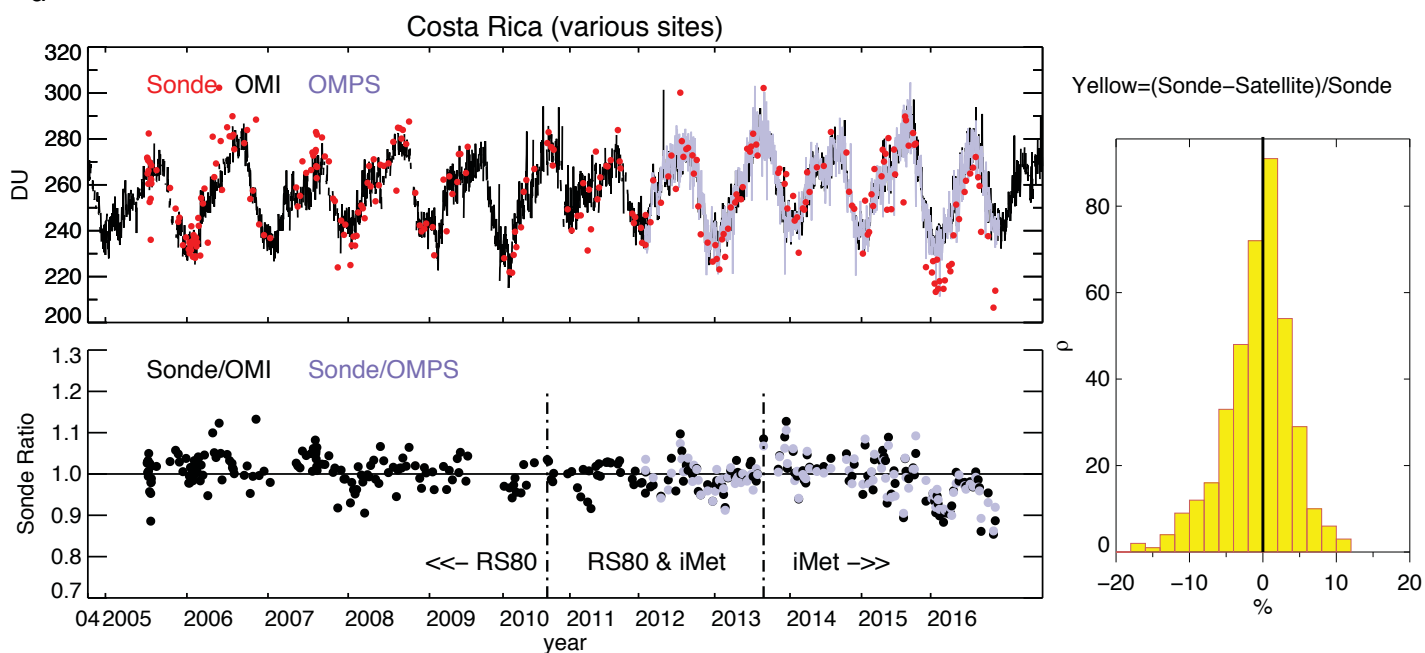 Costa Rica (various sites)
320
300
280
260
240
220
200
DU
Sonde OMI OMPS
1.3
1.2
1.1
1.0
0.9
0.8
0.7
Sonde Ratio
Sonde/OMI Sonde/OMPS
<<− RS80 RS80 & iMet iMet −>>
04 2005 2006 2007 2008 2009 2010 2011 2012 2013 2014 2015 2016
year
Yellow=(Sonde−Satellite)/Sonde
80
60
40
20
0
ρ
−20 −10 0 10 20
%